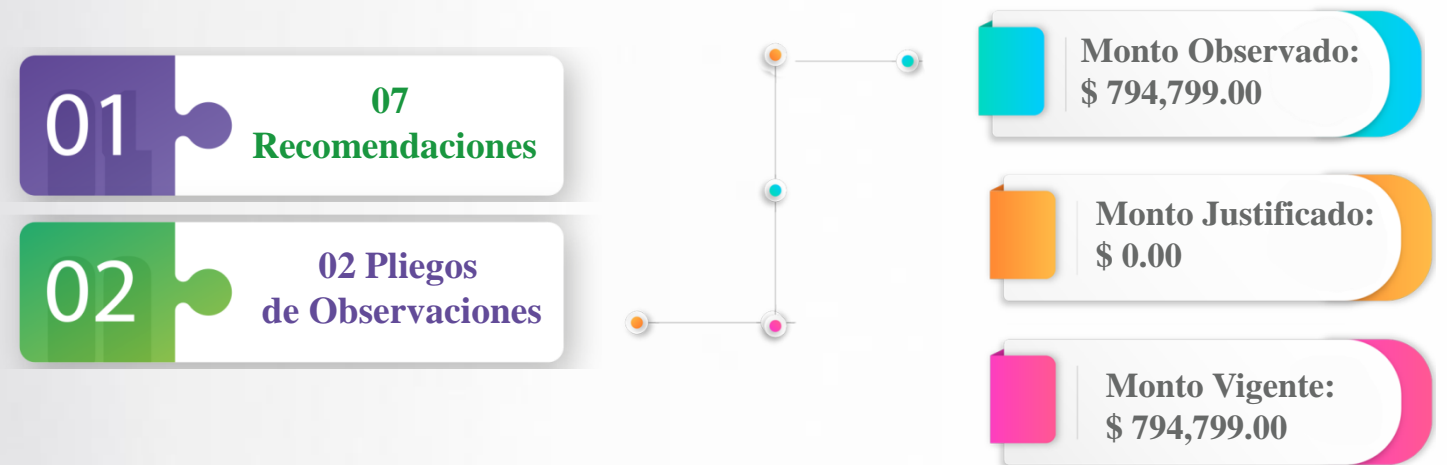 01
07
Recomendaciones
02
02 Pliegos
de Observaciones
Monto Observado:
$ 794,799.00
Monto Justificado:
$ 0.00
Monto Vigente:
$ 794,799.00